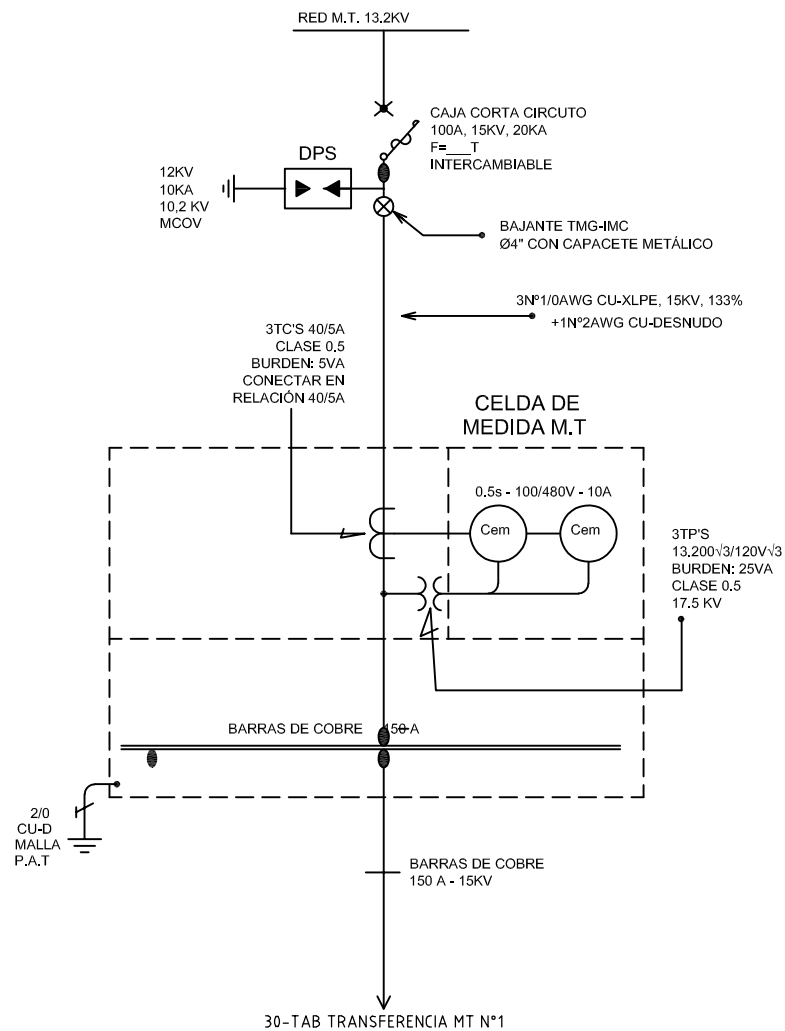 RED M.T. 13.2KV
CAJA CORTA CIRCUTO
100A, 15KV, 20KA
F=___T
INTERCAMBIABLE
DPS
12KV
10KA
10,2 KV
MCOV
BAJANTE TMG-IMC
Ø4" CON CAPACETE METÁLICO
3Nº1/0AWG CU-XLPE, 15KV, 133%
+1Nº2AWG CU-DESNUDO
3TC'S 40/5A
CLASE 0.5
BURDEN: 5VA
CONECTAR EN
RELACIÓN 40/5A
CELDA DE
MEDIDA M.T
0.5s - 100/480V - 10A
Cem
Cem
3TP'S
13.200√3/120V√3
BURDEN: 25VA
CLASE 0.5
17.5 KV
BARRAS DE COBRE 150 A
2/0
CU-D
MALLA
P.A.T
BARRAS DE COBRE
150 A - 15KV
30-TAB TRANSFERENCIA MT N°1